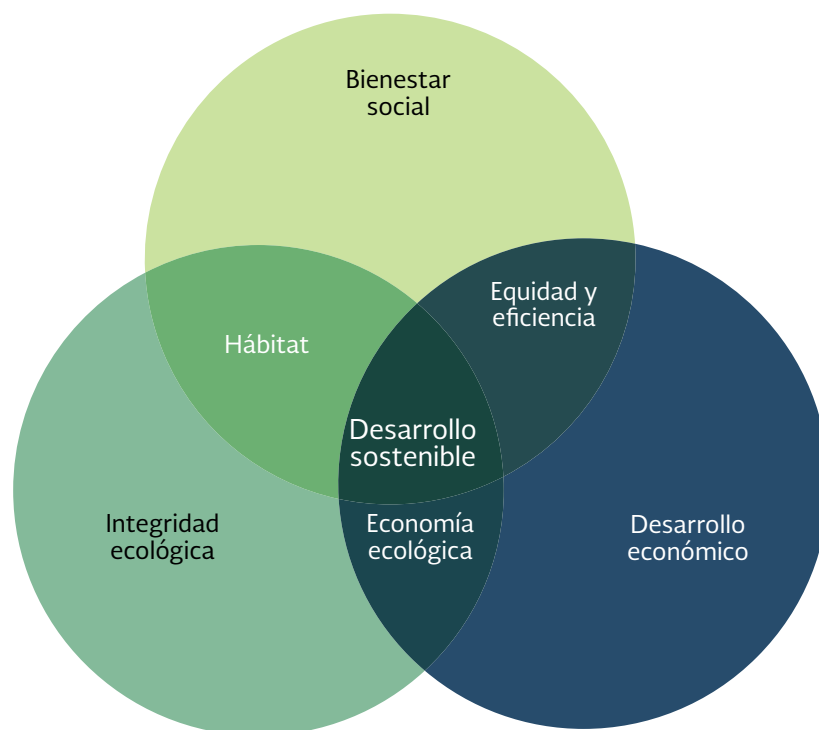 Bienestar
social
Equidad y
eficiencia
Hábitat
Desarrollo
sostenible
Integridad
ecológica
Economía
ecológica
Desarrollo
económico